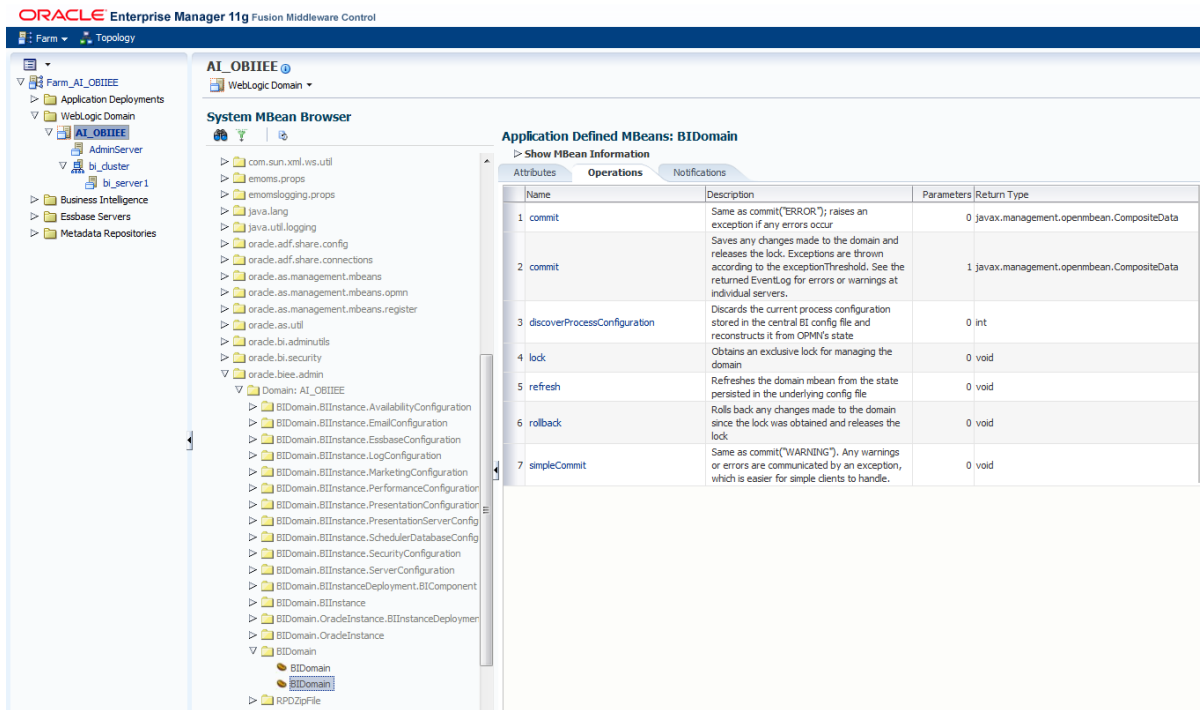 ORACLE Enterprise Manager 11g Fusion Middleware Control
Farm Topology
Farm_AI_OBIIEE
Application Deployments
WebLogic Domain
AI_OBIIEE
AdminServer
bi_cluster
bi_server1
Business Intelligence
Essbase Servers
Metadata Repositories
AI_OBIIEE
WebLogic Domain
System MBean Browser
com.sun.xml.ws.util
emoms.props
emomslogging.props
java.lang
java.util.logging
oracle.adf.share.config
oracle.adf.share.connections
oracle.as.management.mbeans
oracle.as.management.mbeans.opmn
oracle.as.management.mbeans.register
oracle.as.util
oracle.bi.adminutils
oracle.bi.security
oracle.biee.admin
Domain: AI_OBIIEE
BIDomain.BIInstance.AvailabilityConfiguration
BIDomain.BIInstance.EmailConfiguration
BIDomain.BIInstance.EssbaseConfiguration
BIDomain.BIInstance.LogConfiguration
BIDomain.BIInstance.MarketingConfiguration
BIDomain.BIInstance.PerformanceConfiguration
BIDomain.BIInstance.PresentationConfiguration
BIDomain.BIInstance.PresentationServerConfig
BIDomain.BIInstance.SchedulerDatabaseConfig
BIDomain.BIInstance.SecurityConfiguration
BIDomain.BIInstance.ServerConfiguration
BIDomain.BIInstanceDeployment.BIComponent
BIDomain.BIInstance
BIDomain.OracleInstance.BIInstanceDeploymen
BIDomain.OracleInstance
BIDomain
BIDomain
BIDomain
RPDZipFile
Application Defined MBeans: BIDomain
Show MBean Information
Attributes Operations Notifications
Name Description Parameters Return Type
1 commit Same as commit("ERROR"); raises an 0 javax.management.openmbean.CompositeData
exception if any errors occur
Saves any changes made to the domain and
releases the lock. Exceptions are thrown
2 commit according to the exceptionThreshold. See the 1 javax.management.openmbean.CompositeData
returned EventLog for errors or warnings at
individual servers.
Discards the current process configuration
3 discoverProcessConfiguration stored in the central BI config file and 0 int
reconstructs it from OPMN's state
4 lock Obtains an exclusive lock for managing the 0 void
domain
5 refresh Refreshes the domain mbean from the state 0 void
persisted in the underlying config file
Rolls back any changes made to the domain
6 rollback since the lock was obtained and releases the 0 void
lock
Same as commit("WARNING"). Any warnings
7 simpleCommit or errors are communicated by an exception, 0 void
which is easier for simple clients to handle.